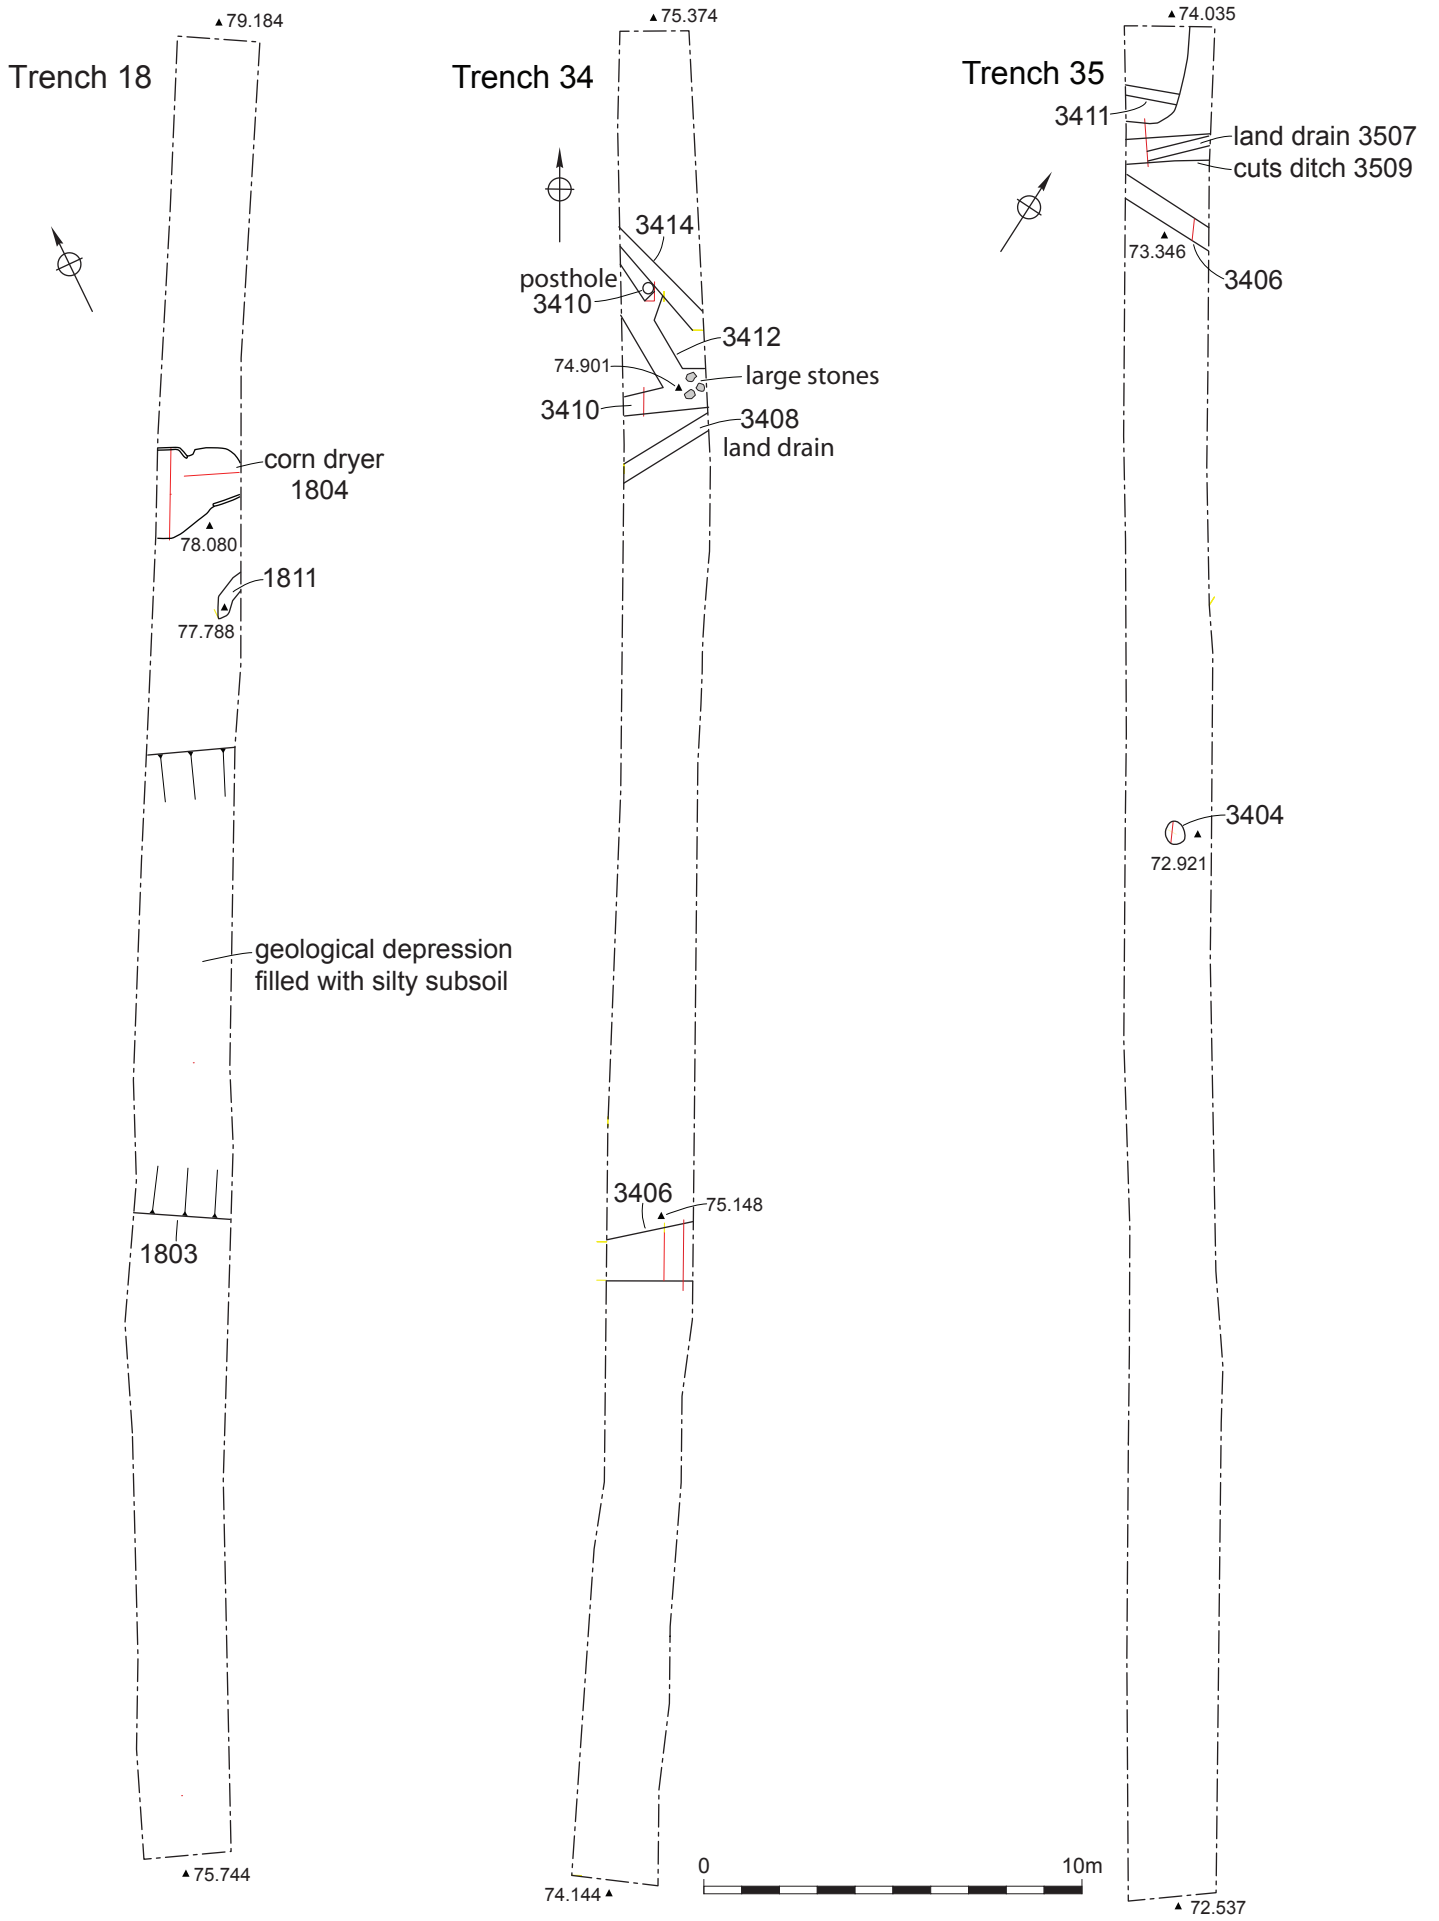 79.184
Trench 18
corn dryer
1804
78.080
1811
77.788
geological depression
filled with silty subsoil
1803
75.744
75.374
Trench 34
3414
posthole
3410
3412
74.901
large stones
3410
3408
land drain
3406
75.148
74.144
0
10m
74.035
Trench 35
3411
land drain 3507
cuts ditch 3509
73.346
3406
3404
72.921
72.537